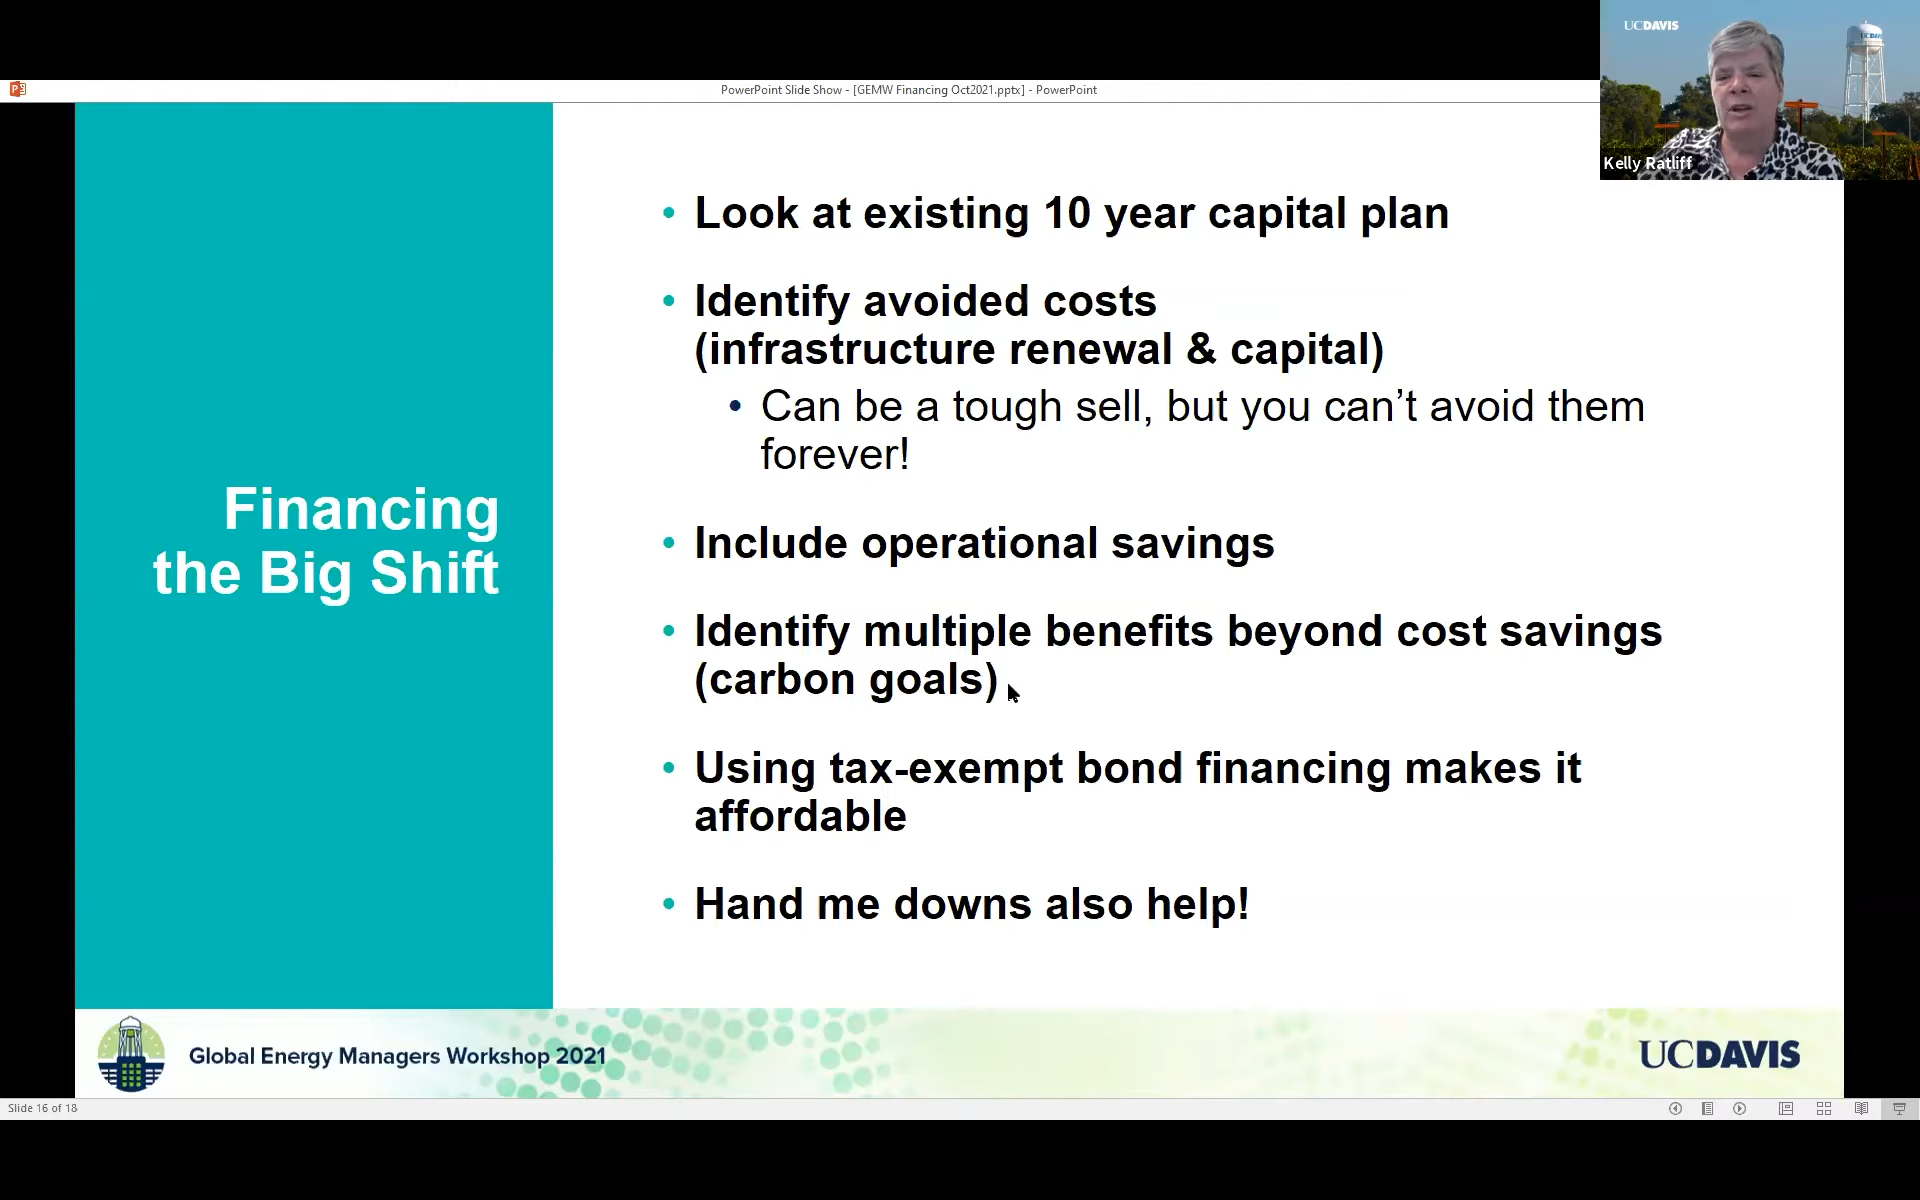 UCDAVIS
UCDAVIS
Kelly Ratliff
PowerPoint Slide Show - [GEMW Financing Oct2021.pptx] - PowerPoint
Financing
the Big Shift
• Look at existing 10 year capital plan
• Identify avoided costs
(infrastructure renewal & capital)
• Can be a tough sell, but you can’t avoid them
forever!
• Include operational savings
• Identify multiple benefits beyond cost savings
(carbon goals)
• Using tax-exempt bond financing makes it
affordable
• Hand me downs also help!
Global Energy Managers Workshop 2021
UCDAVIS
Slide 16 of 18